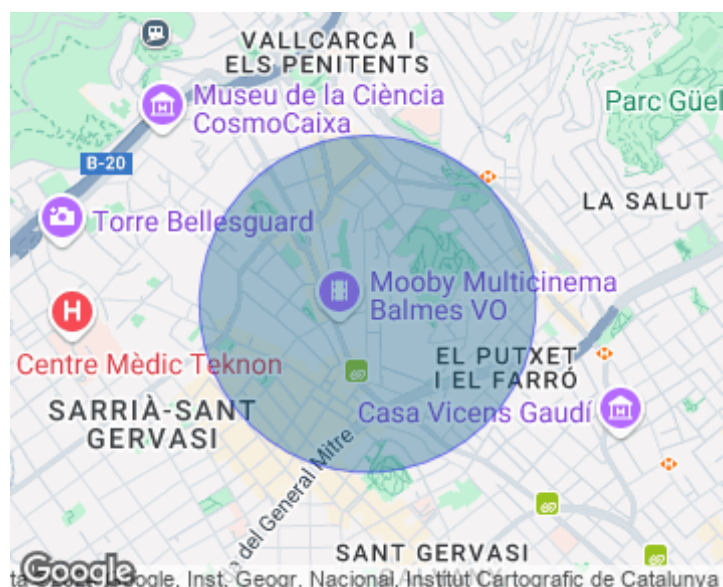 VALLCARCA I
ELS PENITENTS
Museu de la Ciència
CosmoCaixa
Parc Güel
B-20
LA SALUT
Torre Bellesguard
Mooby Multicinema
Balmes VO
H
Centre Mèdic Teknon
EL PUTXET
I EL FARRÓ
SARRIÀ-SANT
GERVASI
Casa Vicens Gaudí
del General Mitre
SANT GERVASI
Google
Google, Inst. Geogr. Nacional, Institut Cartogràfic de Catalunya